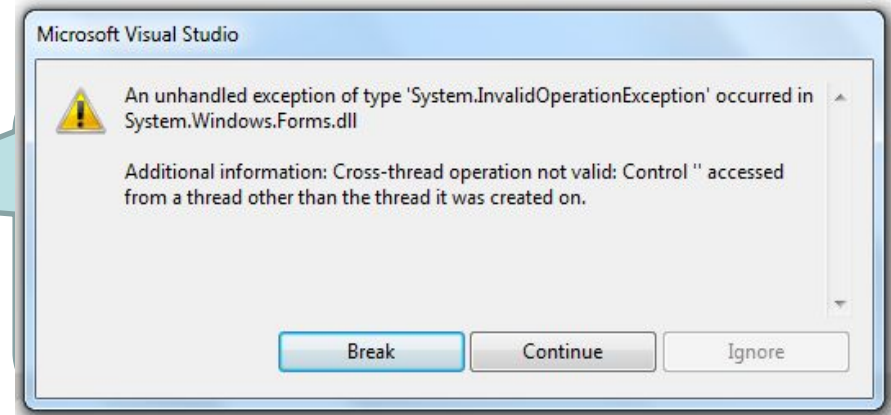 Microsoft Visual Studio
An unhandled exception of type 'System.InvalidOperationException' occurred in
System.Windows.Forms.dll
Additional information: Cross-thread operation not valid: Control '' accessed
from a thread other than the thread it was created on.
Break Continue Ignore